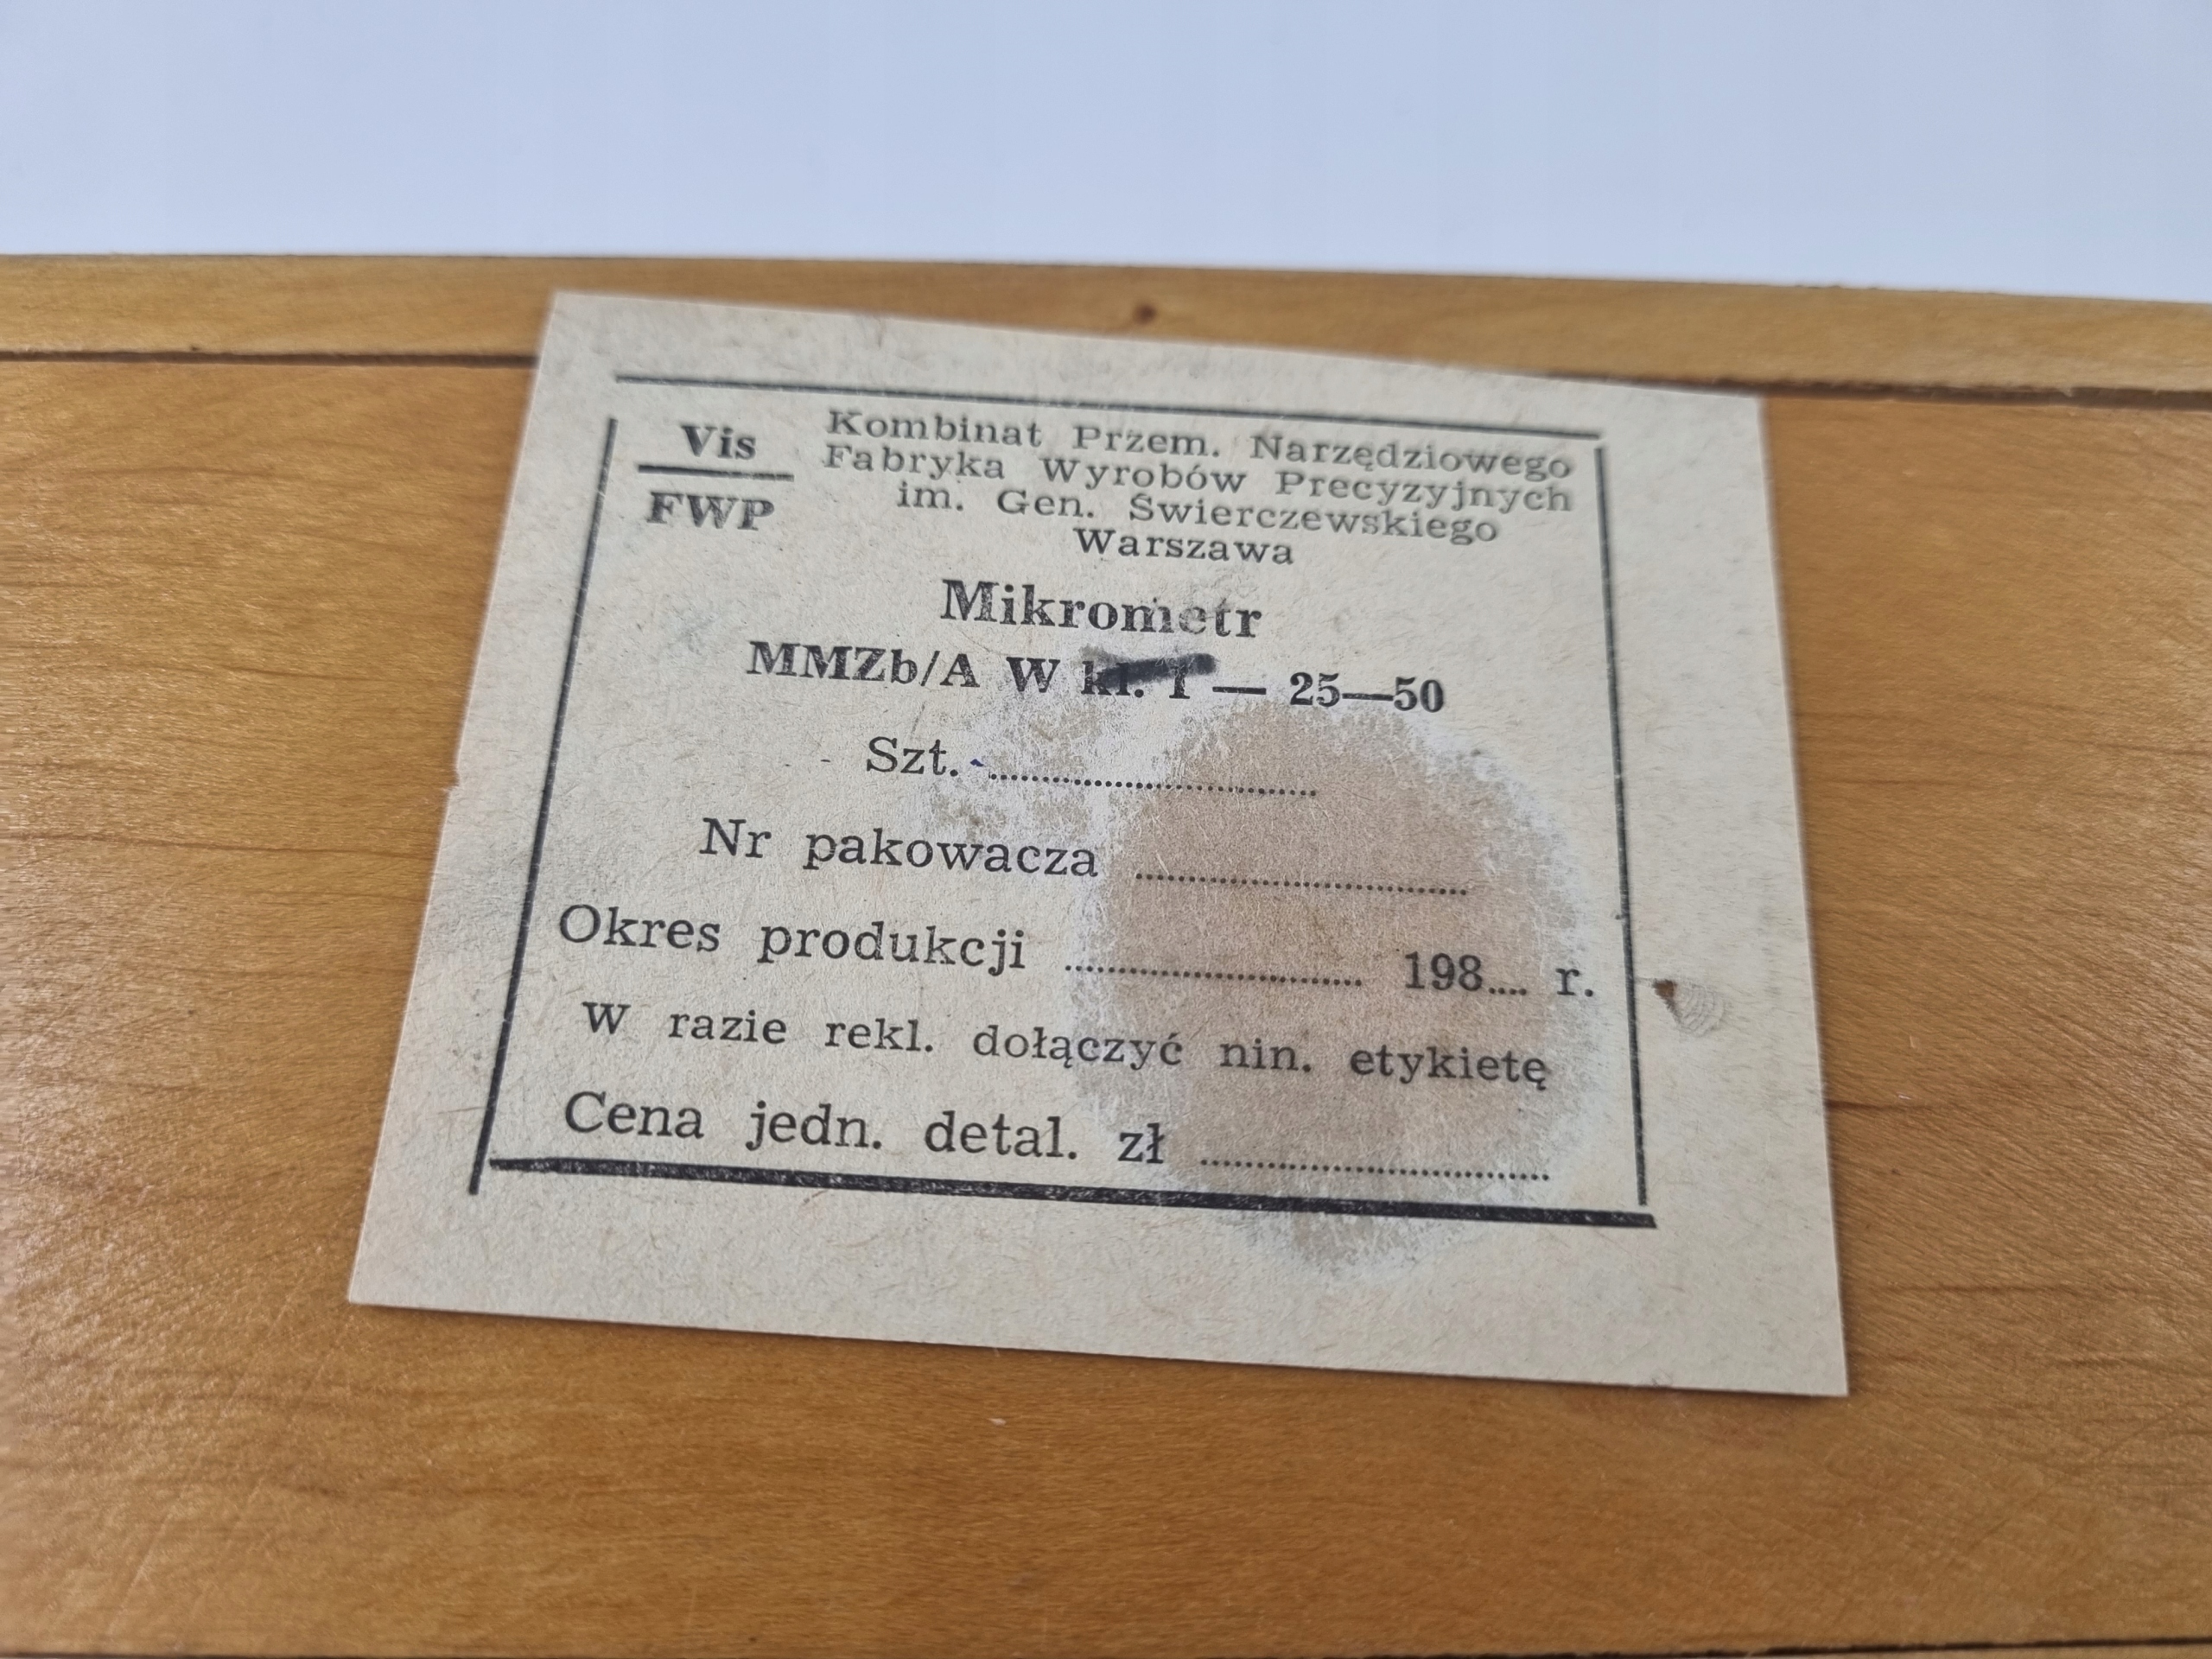 Vis
FWP
Kombinat Przem. Narzędziowego
Fabryka Wyrobów Precyzyjnych
im. Gen. Świerczewskiego
Warszawa
Mikrometr
MMZb/A W kl. I — 25—50
Szt. ....................
Nr pakowacza ....................
Okres produkcji .................... 198.... r.
W razie rekl. dołączyć nin. etykietę
Cena jedn. detal. zł ....................